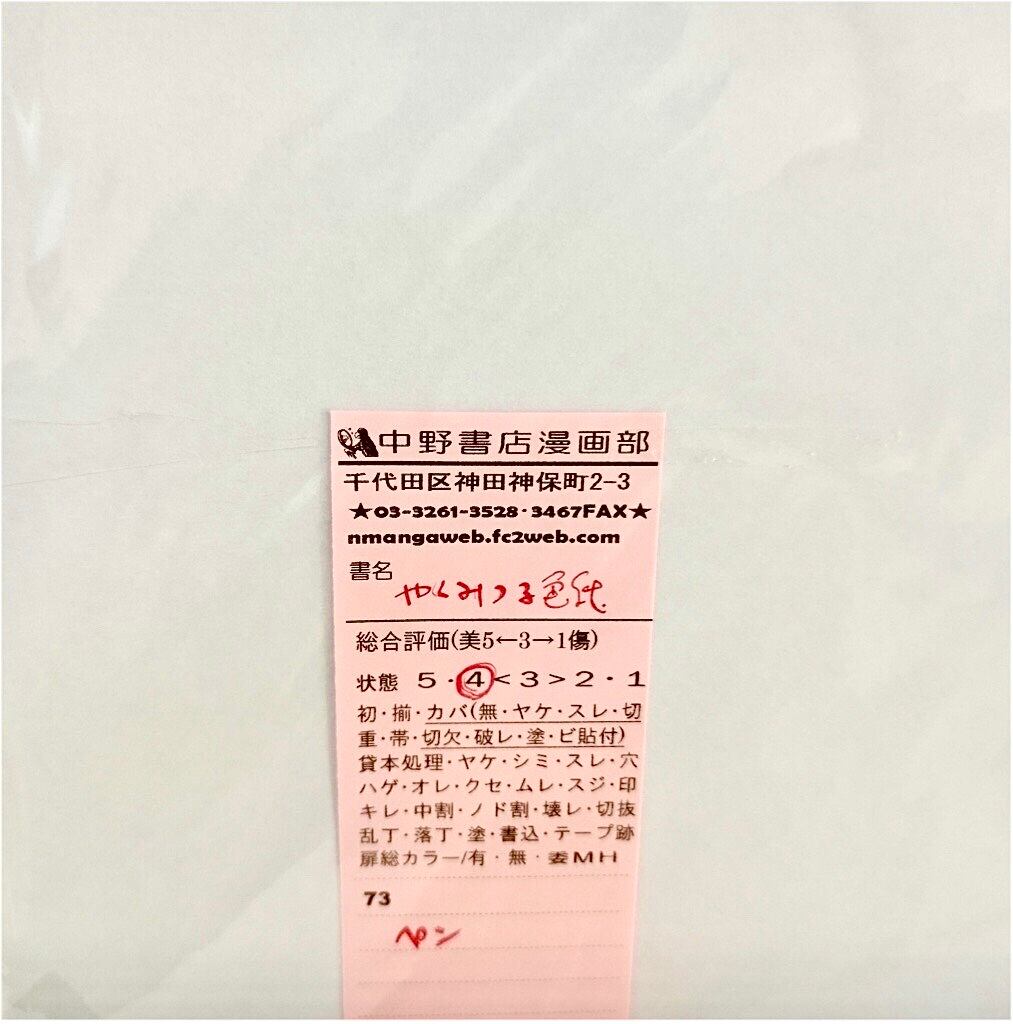 中野書店漫画部
千代田区神田神保町2-3
★03-3261-3528・3467FAX★
nmangaweb.fc2web.com
書名 やくみつる色紙
総合評価(美5←3→1傷)
状態 5・4<3>2・1
初・揃・カバ(無・ヤケ・スレ・切
重・帯・切欠・破レ・塗・ビ貼付)
貸本処理・ヤケ・シミ・スレ・穴
ハゲ・オレ・クセ・ムレ・スジ・印
キレ・中割・ノド割・壊レ・切抜
乱丁・落丁・塗・書込・テープ跡
扉総カラー/有・無・委MH
73
ペン